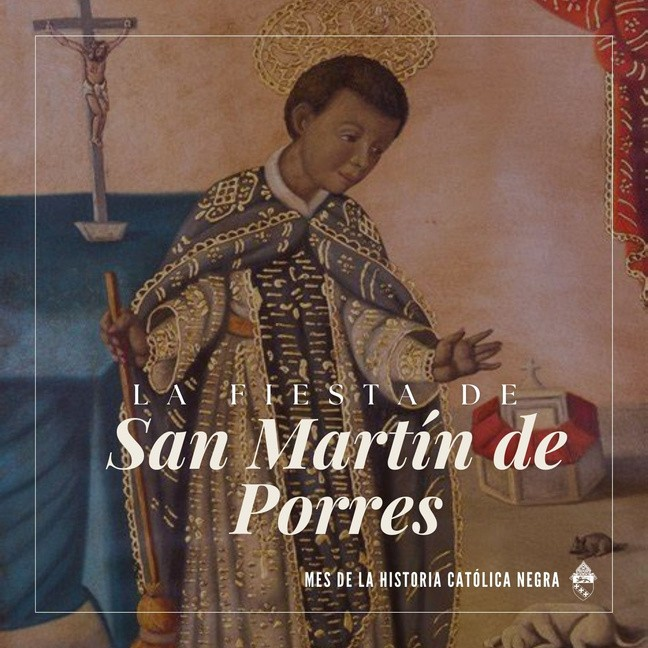 LA FIESTA DE
San Martín de
Porres
MES DE LA HISTORIA CATÓLICA NEGRA